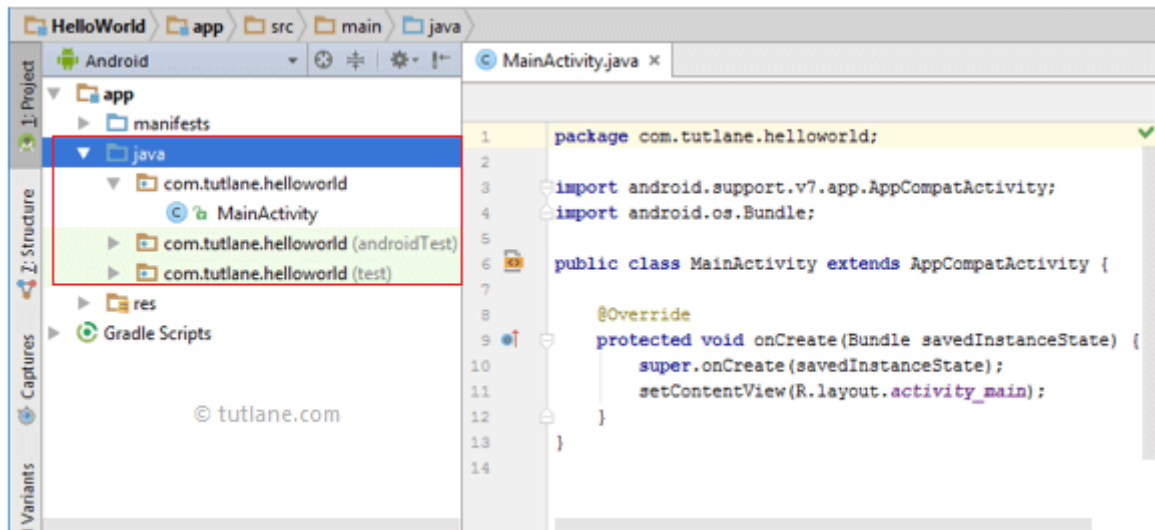 HelloWorld app src main java
1: Project
Z: Structure
Captures
Variants
Android
app
manifests
java
com.tutlane.helloworld
MainActivity
com.tutlane.helloworld (androidTest)
com.tutlane.helloworld (test)
res
Gradle Scripts
© tutlane.com
MainActivity.java
1 package com.tutlane.helloworld;
2
3 import android.support.v7.app.AppCompatActivity;
4 import android.os.Bundle;
5
6 public class MainActivity extends AppCompatActivity {
7
8 @Override
9 protected void onCreate(Bundle savedInstanceState) {
10 super.onCreate(savedInstanceState);
11 setContentView(R.layout.activity_main);
12 }
13 }
14